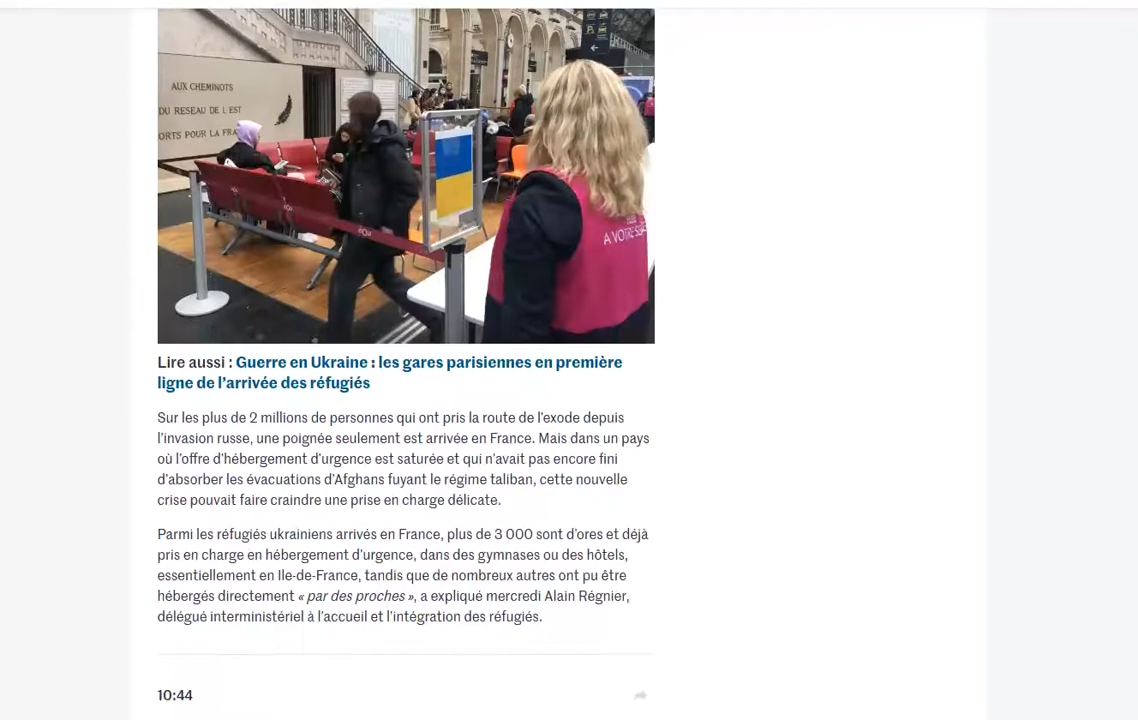 AUX CHEMINOTS
DU RESEAU DE L'EST
ORTS POUR LA FRA
A VOTRE
Lire aussi : Guerre en Ukraine : les gares parisiennes en première
ligne de l'arrivée des réfugiés
Sur les plus de 2 millions de personnes qui ont pris la route de l'exode depuis
l'invasion russe, une poignée seulement est arrivée en France. Mais dans un pays
où l'offre d'hébergement d'urgence est saturée et qui n'avait pas encore fini
d'absorber les évacuations d'Afghans fuyant le régime taliban, cette nouvelle
crise pouvait faire craindre une prise en charge délicate.
Parmi les réfugiés ukrainiens arrivés en France, plus de 3 000 sont d'ores et déjà
pris en charge en hébergement d'urgence, dans des gymnases ou des hôtels,
essentiellement en Ile-de-France, tandis que de nombreux autres ont pu être
hébergés directement « par des proches », a expliqué mercredi Alain Régnier,
délégué interministériel à l'accueil et l'intégration des réfugiés.
10:44